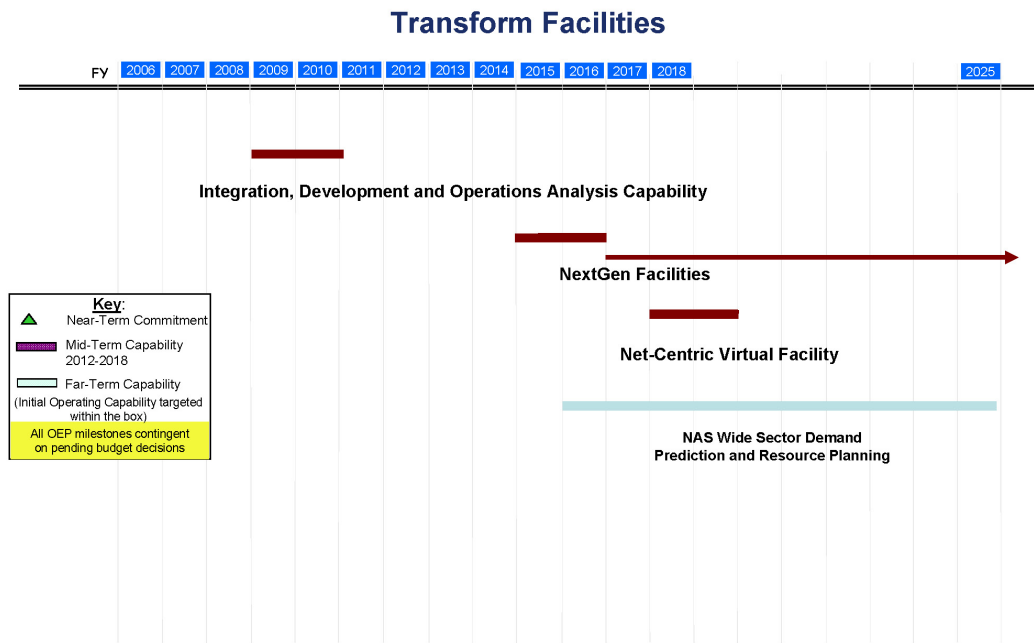 Transform Facilities
FY 2006 2007 2008 2009 2010 2011 2012 2013 2014 2015 2016 2017 2018 2025
Integration, Development and Operations Analysis Capability
NextGen Facilities
Key:
Near-Term Commitment
Mid-Term Capability
2012-2018
Far-Term Capability
(Initial Operating Capability targeted
within the box)
All OEP milestones contingent
on pending budget decisions
Net-Centric Virtual Facility
NAS Wide Sector Demand
Prediction and Resource Planning